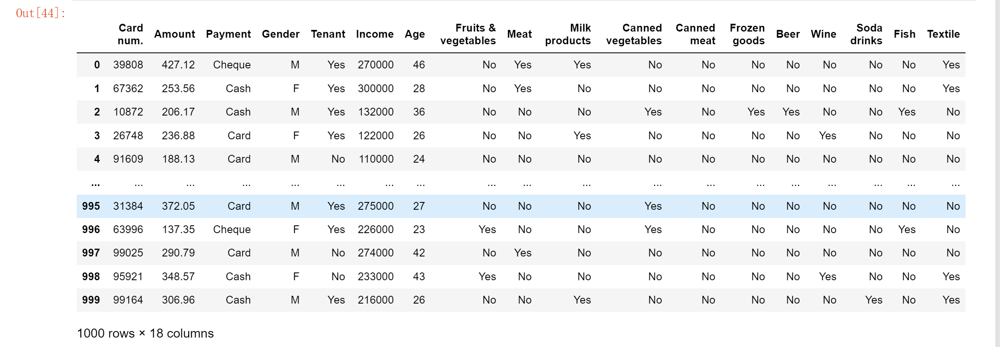 Out[44]:
Card num. Amount Payment Gender Tenant Income Age Fruits & vegetables Meat Milk products Canned vegetables Canned meat Frozen goods Beer Wine Soda drinks Fish Textile
0 39808 427.12 Cheque M Yes 270000 46 No Yes Yes No No No No No No No Yes
1 67362 253.56 Cash F Yes 300000 28 No Yes No No No No No No No No Yes
2 10872 206.17 Cash M Yes 132000 36 No No No Yes No Yes Yes No No Yes No
3 26748 236.88 Card F Yes 122000 26 No No Yes No No No No Yes No No No
4 91609 188.13 Card M No 110000 24 No No No No No No No No No No No
... ... ... ... ... ... ... ... ... ... ... ... ... ... ... ... ... ... ...
995 31384 372.05 Card M Yes 275000 27 No No No Yes No No No No No No No
996 63996 137.35 Cheque F Yes 226000 23 Yes No No Yes No No No No No Yes No
997 99025 290.79 Card M No 274000 42 No Yes No No No No No No No No No
998 95921 348.57 Cash F No 233000 43 Yes No No No No No No Yes No No Yes
999 99164 306.96 Cash M Yes 216000 26 No No Yes No No No No No Yes No Yes
1000 rows × 18 columns